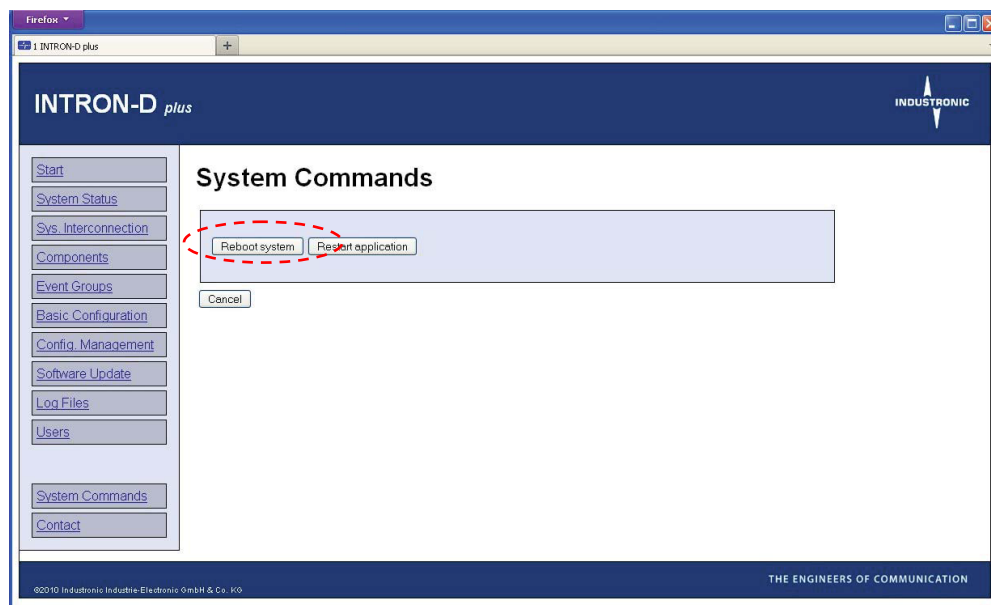 Firefox
1 INTRON-D plus
+
INTRON-D plus
INDUSTRONIC
Start
System Status
Sys. Interconnection
Components
Event Groups
Basic Configuration
Config. Management
Software Update
Log Files
Users
System Commands
Contact
System Commands
Reboot system Restart application
Cancel
©2010 Industronic Industrie-Electronic GmbH & Co. KG
THE ENGINEERS OF COMMUNICATION